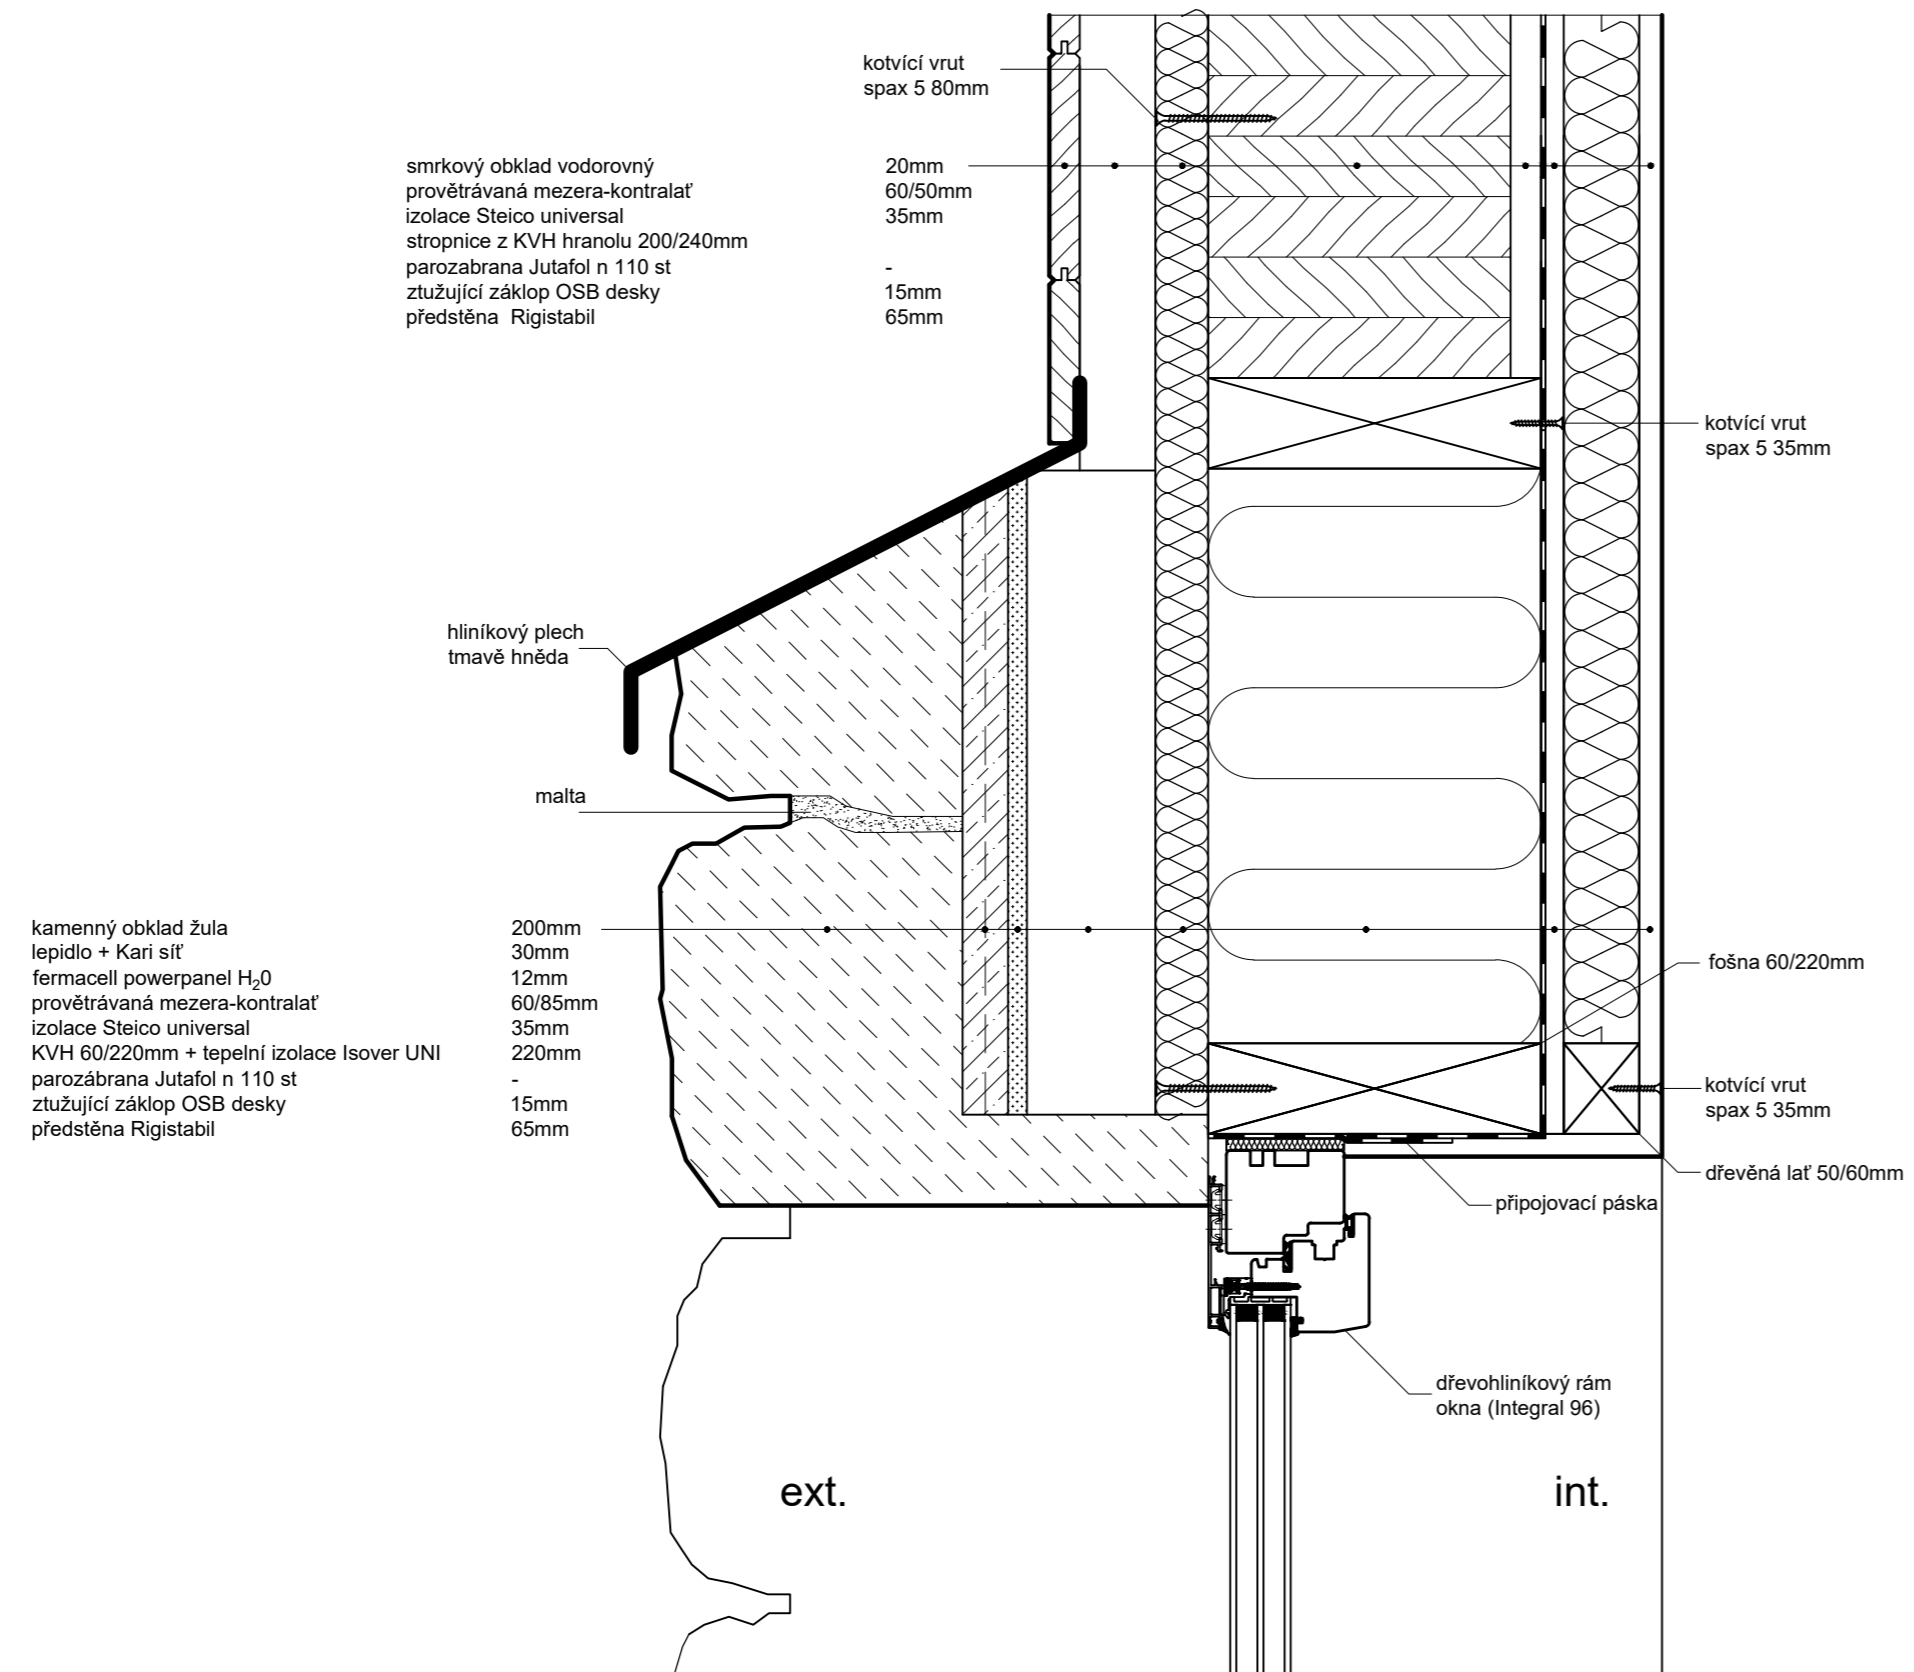 kotvící vrut
spax 5 80mm
smrkový obklad vodorovný 20mm
provětrávaná mezera-kontralať 60/50mm
izolace Steico universal 35mm
stropnice z KVH hranolu 200/240mm
parozabrana Jutafol n 110 st -
ztužující záklop OSB desky 15mm
předstěna Rigistabil 65mm
kotvící vrut
spax 5 35mm
hliníkový plech
tmavě hněda
malta
kamenný obklad žula 200mm
lepidlo + Kari síť 30mm
fermacell powerpanel H₂0 12mm
provětrávaná mezera-kontralať 60/85mm
izolace Steico universal 35mm
KVH 60/220mm + tepelní izolace Isover UNI 220mm
parozábrana Jutafol n 110 st -
ztužující záklop OSB desky 15mm
předstěna Rigistabil 65mm
fošna 60/220mm
kotvící vrut
spax 5 35mm
dřevěná lať 50/60mm
připojovací páska
dřevohliníkový rám
okna (Integral 96)
ext.
int.